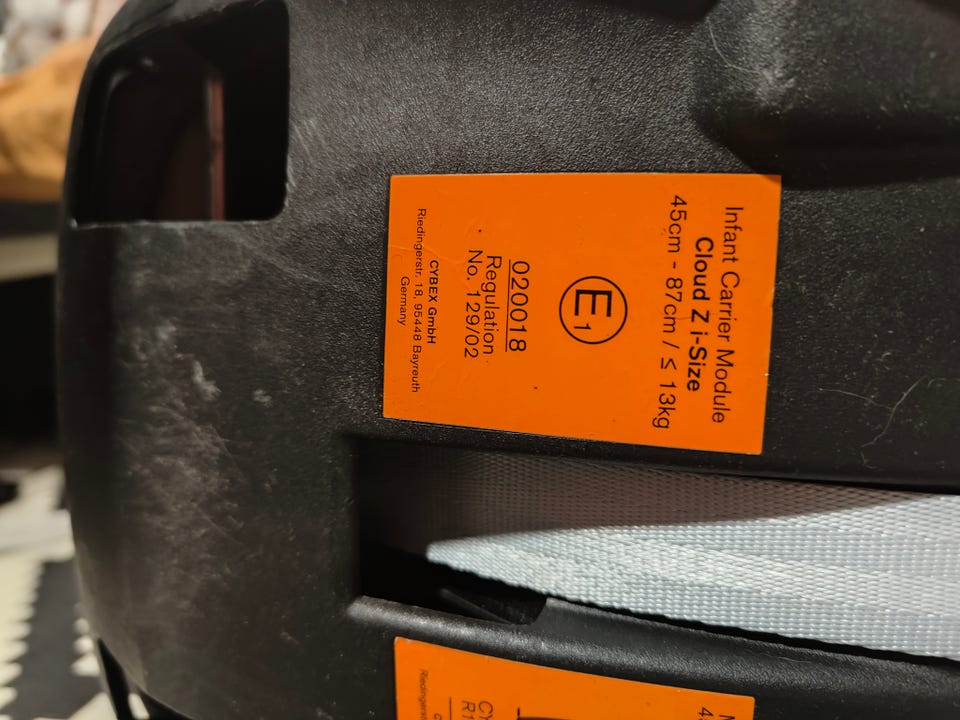 Infant Carrier Module
Cloud Z i-Size
45cm - 87cm / ≤ 13kg
E1
020018
Regulation
No. 129/02
CYBEX GmbH
Riedingerstr. 18, 95448 Bayreuth
Germany